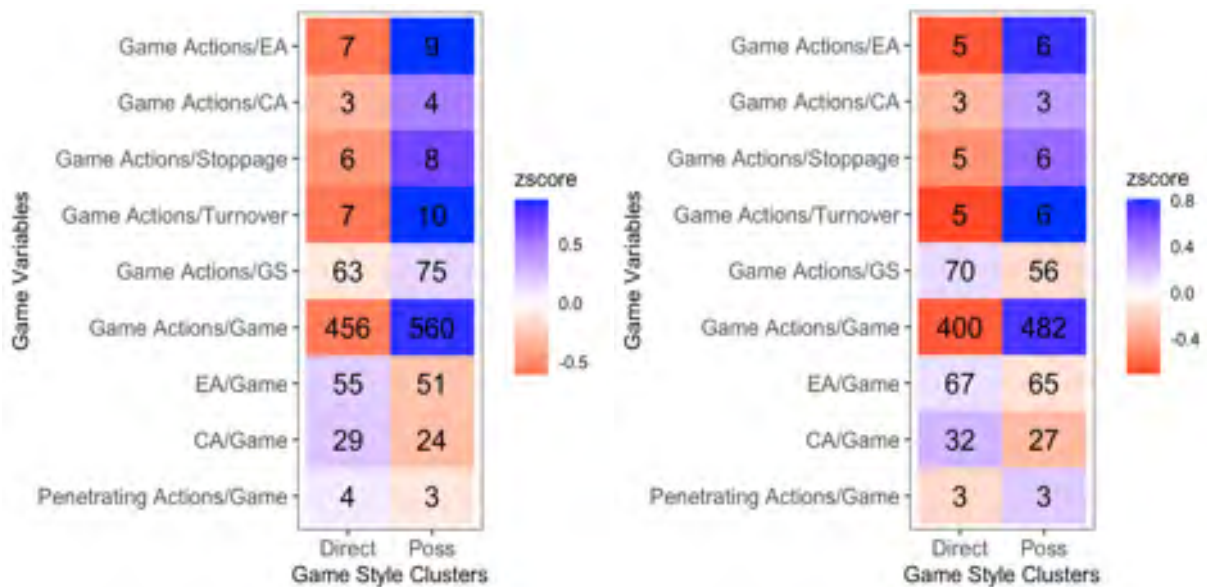 Game Variables
Game Actions/EA 7 9
Game Actions/CA 3 4
Game Actions/Stoppage 6 8
Game Actions/Turnover 7 10
Game Actions/GS 63 75
Game Actions/Game 456 560
EA/Game 55 51
CA/Game 29 24
Penetrating Actions/Game 4 3
Direct Poss
Game Style Clusters
zscore
0.5
0.0
-0.5
Game Variables
Game Actions/EA 5 6
Game Actions/CA 3 3
Game Actions/Stoppage 5 6
Game Actions/Turnover 5 6
Game Actions/GS 70 56
Game Actions/Game 400 482
EA/Game 67 65
CA/Game 32 27
Penetrating Actions/Game 3 3
Direct Poss
Game Style Clusters
zscore
0.8
0.4
0.0
-0.4